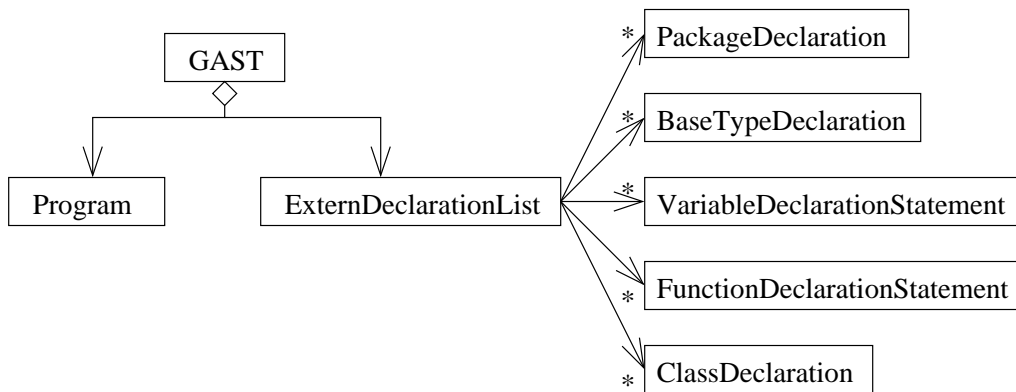 GAST
Program
ExternDeclarationList
* PackageDeclaration
* BaseTypeDeclaration
* VariableDeclarationStatement
* FunctionDeclarationStatement
* ClassDeclaration